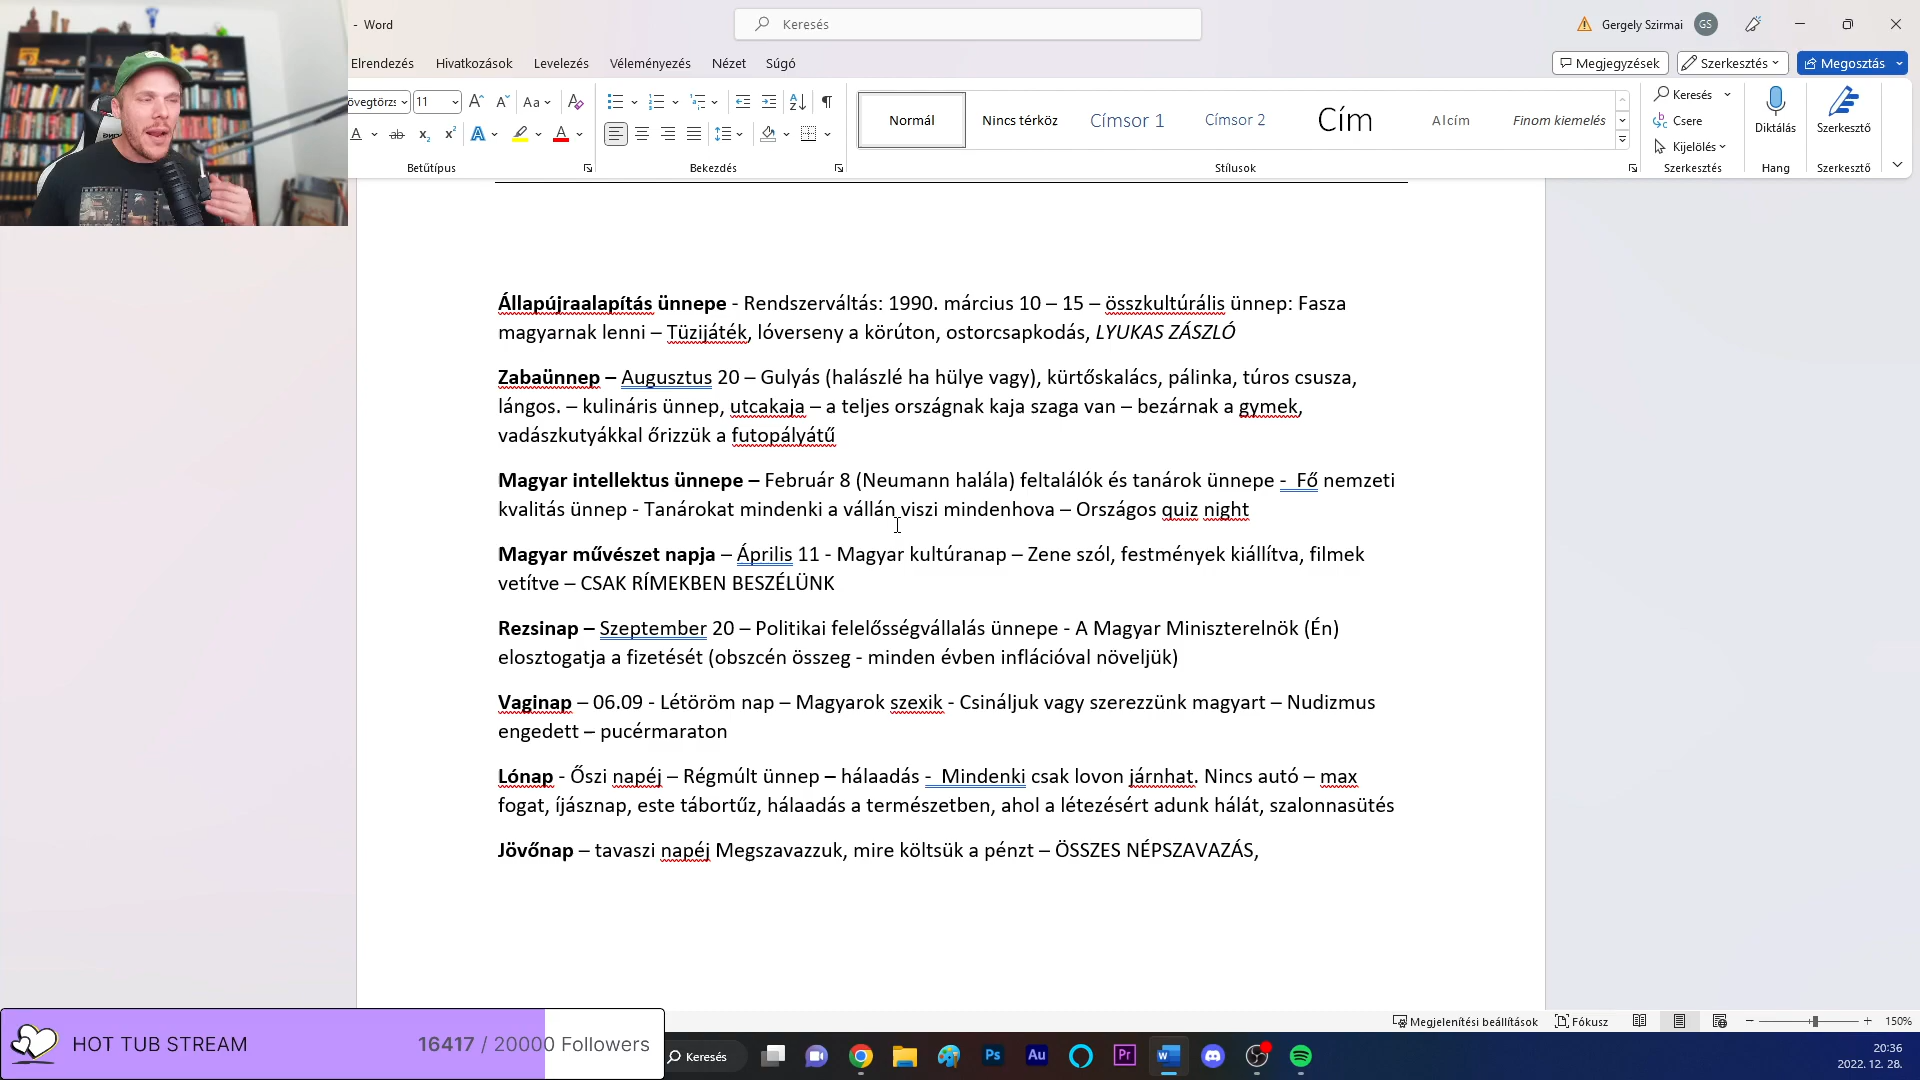 - Word
Keresés
Gergely Szirmai
GS
Elrendezés
Hivatkozások
Levelezés
Véleményezés
Nézet
Súgó
Megjegyzések
Szerkesztés
Megosztás
övegtörzs
11
Normál
Nincs térköz
Címsor 1
Címsor 2
Cím
Alcím
Finom kiemelés
Keresés
Csere
Kijelölés
Diktálás
Szerkesztő
Betűtípus
Bekezdés
Stílusok
Szerkesztés
Hang
Szerkesztő
Állapújraalapítás ünnepe - Rendszerváltás: 1990. március 10 – 15 – összkultúrális ünnep: Fasza
magyarnak lenni – Tüzijáték, lóverseny a körúton, ostorcsapkodás, LYUKAS ZÁSZLÓ
Zabaünnep – Augusztus 20 – Gulyás (halászlé ha hülye vagy), kürtőskalács, pálinka, túros csusza,
lángos. – kulináris ünnep, utcakaja – a teljes országnak kaja szaga van – bezárnak a gymek,
vadászkutyákkal őrizzük a futopályátű
Magyar intellektus ünnepe – Február 8 (Neumann halála) feltalálók és tanárok ünnepe -  Fő nemzeti
kvalitás ünnep - Tanárokat mindenki a vállán viszi mindenhova – Országos quiz night
Magyar művészet napja – Április 11 - Magyar kultúranap – Zene szól, festmények kiállítva, filmek
vetítve – CSAK RÍMEKBEN BESZÉLÜNK
Rezsinap – Szeptember 20 – Politikai felelősségvállalás ünnepe - A Magyar Miniszterelnök (Én)
elosztogatja a fizetését (obszcén összeg - minden évben inflációval növeljük)
Vaginap – 06.09 - Létöröm nap – Magyarok szexik - Csináljuk vagy szerezzünk magyart – Nudizmus
engedett – pucérmaraton
Lónap - Őszi napéj – Régmúlt ünnep – hálaadás -  Mindenki csak lovon járnhat. Nincs autó – max
fogat, íjásznap, este tábortűz, hálaadás a természetben, ahol a létezésért adunk hálát, szalonnasütés
Jövőnap – tavaszi napéj Megszavazzuk, mire költsük a pénzt – ÖSSZES NÉPSZAVAZÁS,
Megjelenítési beállítások
Fókusz
150%
HOT TUB STREAM
16417 / 20000 Followers
Keresés
Ps
Au
Pr
W
20:36
2022. 12. 28.